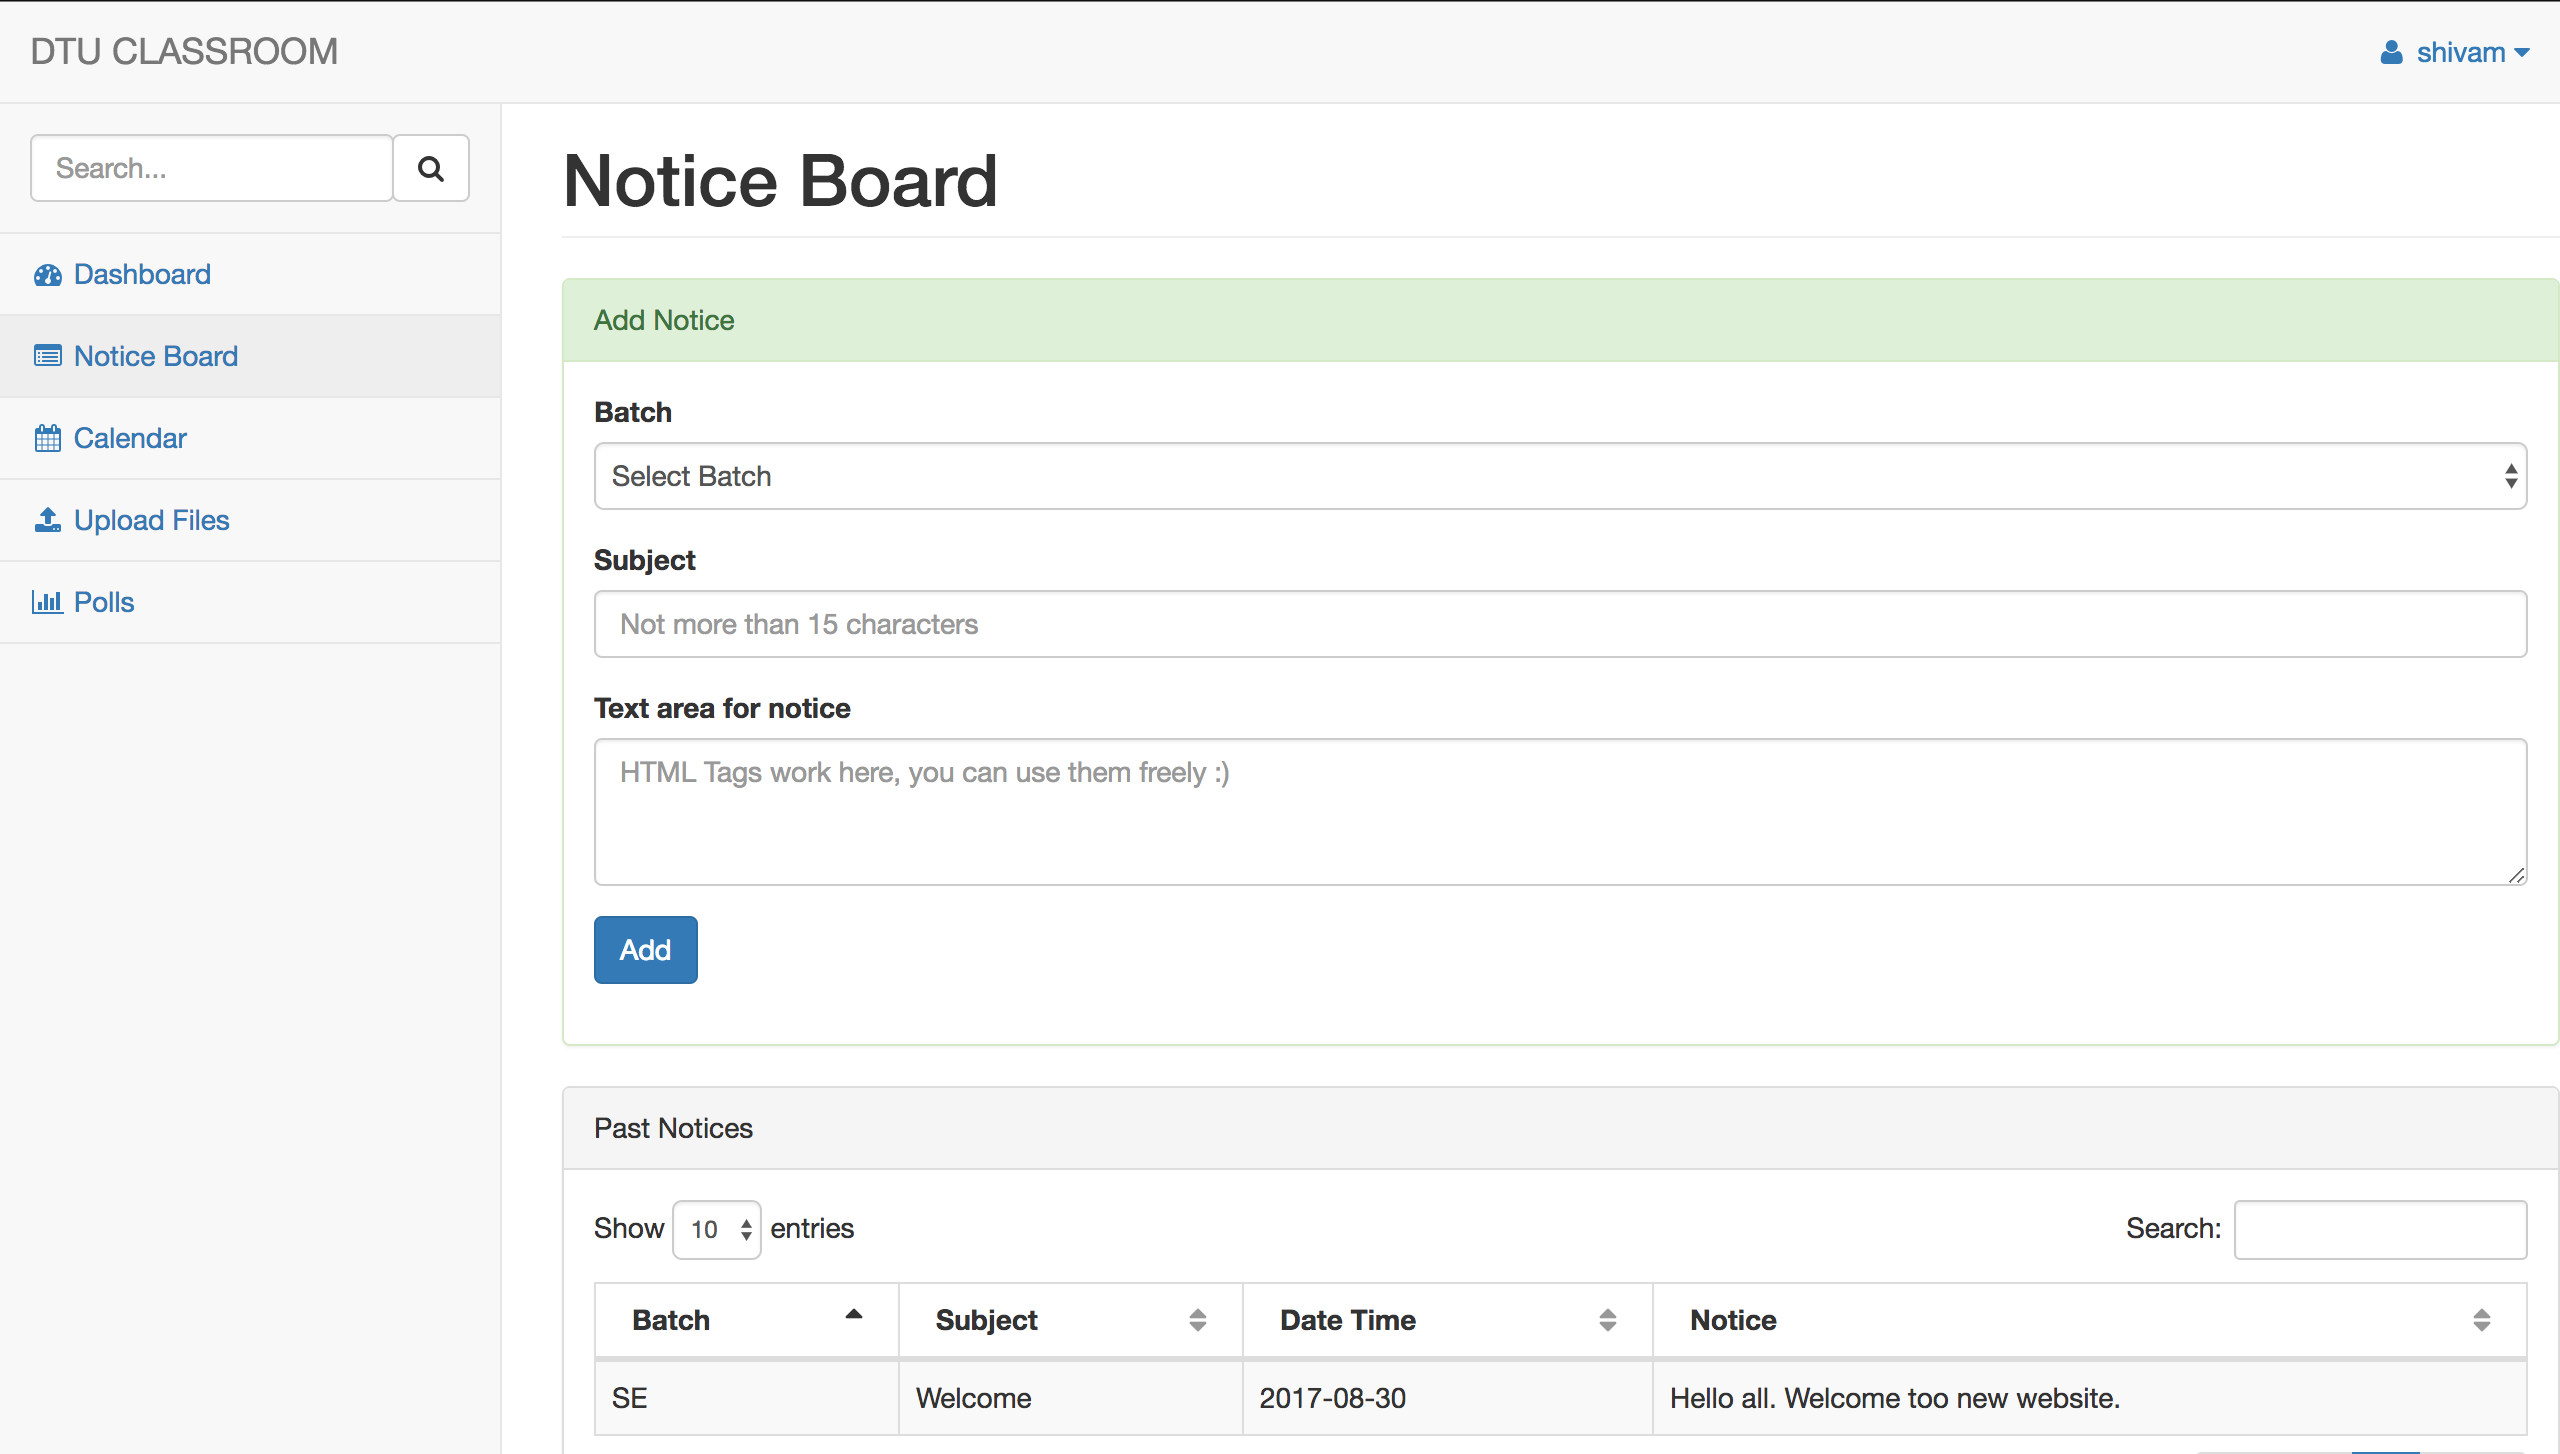 DTU CLASSROOM
shivam
Search...
Dashboard
Notice Board
Calendar
Upload Files
Polls
Notice Board
Add Notice
Batch
Select Batch
Subject
Not more than 15 characters
Text area for notice
HTML Tags work here, you can use them freely :)
Add
Past Notices
Show 10 entries
Search:
Batch Subject Date Time Notice
SE Welcome 2017-08-30 Hello all. Welcome too new website.